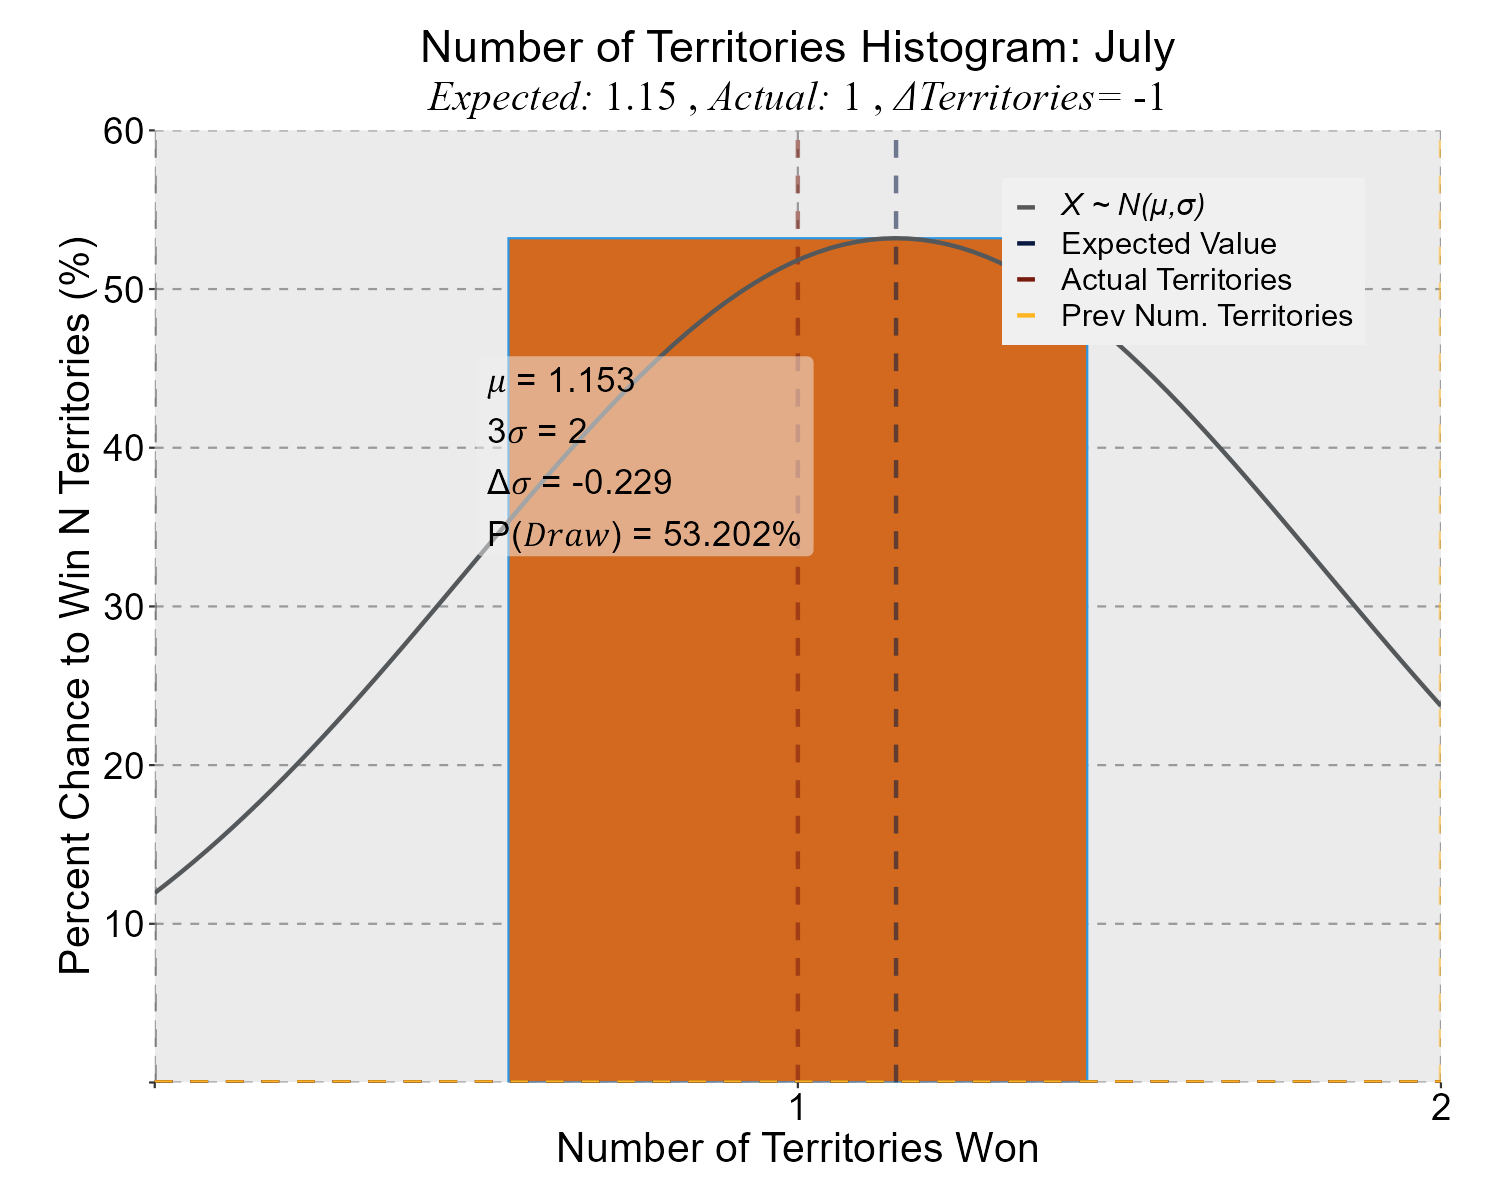 Number of Territories Histogram: July
Expected: 1.15 , Actual: 1 , ΔTerritories= -1
Percent Chance to Win N Territories (%)
60
50
40
30
20
10
X ~ N(μ,σ)
Expected Value
Actual Territories
Prev Num. Territories
μ = 1.153
3σ = 2
Δσ = -0.229
P(Draw) = 53.202%
1
2
Number of Territories Won